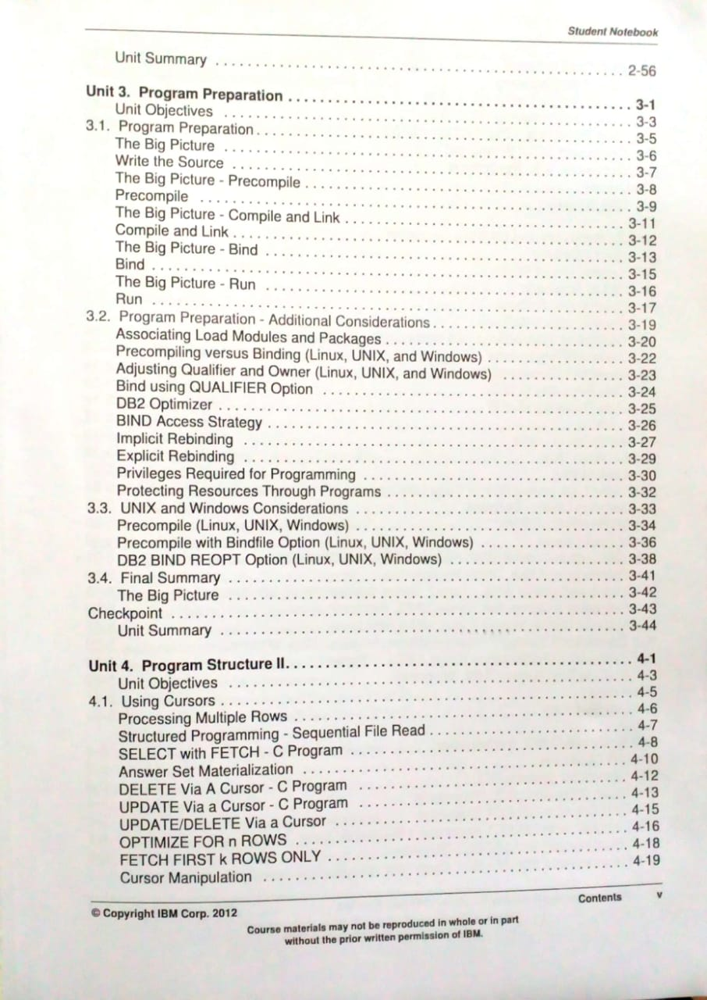 Student Notebook
Unit Summary . . . . . . . . . . 2-56
Unit 3. Program Preparation . . . . . . . . . . 3-1
Unit Objectives . . . . . . . . . . 3-3
3.1. Program Preparation . . . . . . . . . . 3-5
The Big Picture . . . . . . . . . . 3-6
Write the Source . . . . . . . . . . 3-7
The Big Picture - Precompile . . . . . . . . . . 3-8
Precompile . . . . . . . . . . 3-9
The Big Picture - Compile and Link . . . . . . . . . . 3-11
Compile and Link . . . . . . . . . . 3-12
The Big Picture - Bind . . . . . . . . . . 3-13
Bind . . . . . . . . . . 3-15
The Big Picture - Run . . . . . . . . . . 3-16
Run . . . . . . . . . . 3-17
3.2. Program Preparation - Additional Considerations . . . . . . . . . . 3-19
Associating Load Modules and Packages . . . . . . . . . . 3-20
Precompiling versus Binding (Linux, UNIX, and Windows) . . . . . . . . . . 3-22
Adjusting Qualifier and Owner (Linux, UNIX, and Windows) . . . . . . . . . . 3-23
Bind using QUALIFIER Option . . . . . . . . . . 3-24
DB2 Optimizer . . . . . . . . . . 3-25
BIND Access Strategy . . . . . . . . . . 3-26
Implicit Rebinding . . . . . . . . . . 3-27
Explicit Rebinding . . . . . . . . . . 3-29
Privileges Required for Programming . . . . . . . . . . 3-30
Protecting Resources Through Programs . . . . . . . . . . 3-32
3.3. UNIX and Windows Considerations . . . . . . . . . . 3-33
Precompile (Linux, UNIX, Windows) . . . . . . . . . . 3-34
Precompile with Bindfile Option (Linux, UNIX, Windows) . . . . . . . . . . 3-36
DB2 BIND REOPT Option (Linux, UNIX, Windows) . . . . . . . . . . 3-38
3.4. Final Summary . . . . . . . . . . 3-41
The Big Picture . . . . . . . . . . 3-42
Checkpoint . . . . . . . . . . 3-43
Unit Summary . . . . . . . . . . 3-44
Unit 4. Program Structure II . . . . . . . . . . 4-1
Unit Objectives . . . . . . . . . . 4-3
4.1. Using Cursors . . . . . . . . . . 4-5
Processing Multiple Rows . . . . . . . . . . 4-6
Structured Programming - Sequential File Read . . . . . . . . . . 4-7
SELECT with FETCH - C Program . . . . . . . . . . 4-8
Answer Set Materialization . . . . . . . . . . 4-10
DELETE Via A Cursor - C Program . . . . . . . . . . 4-12
UPDATE Via a Cursor - C Program . . . . . . . . . . 4-13
UPDATE/DELETE Via a Cursor . . . . . . . . . . 4-15
OPTIMIZE FOR n ROWS . . . . . . . . . . 4-16
FETCH FIRST k ROWS ONLY . . . . . . . . . . 4-18
Cursor Manipulation . . . . . . . . . . 4-19
© Copyright IBM Corp. 2012
Contents v
Course materials may not be reproduced in whole or in part
without the prior written permission of IBM.